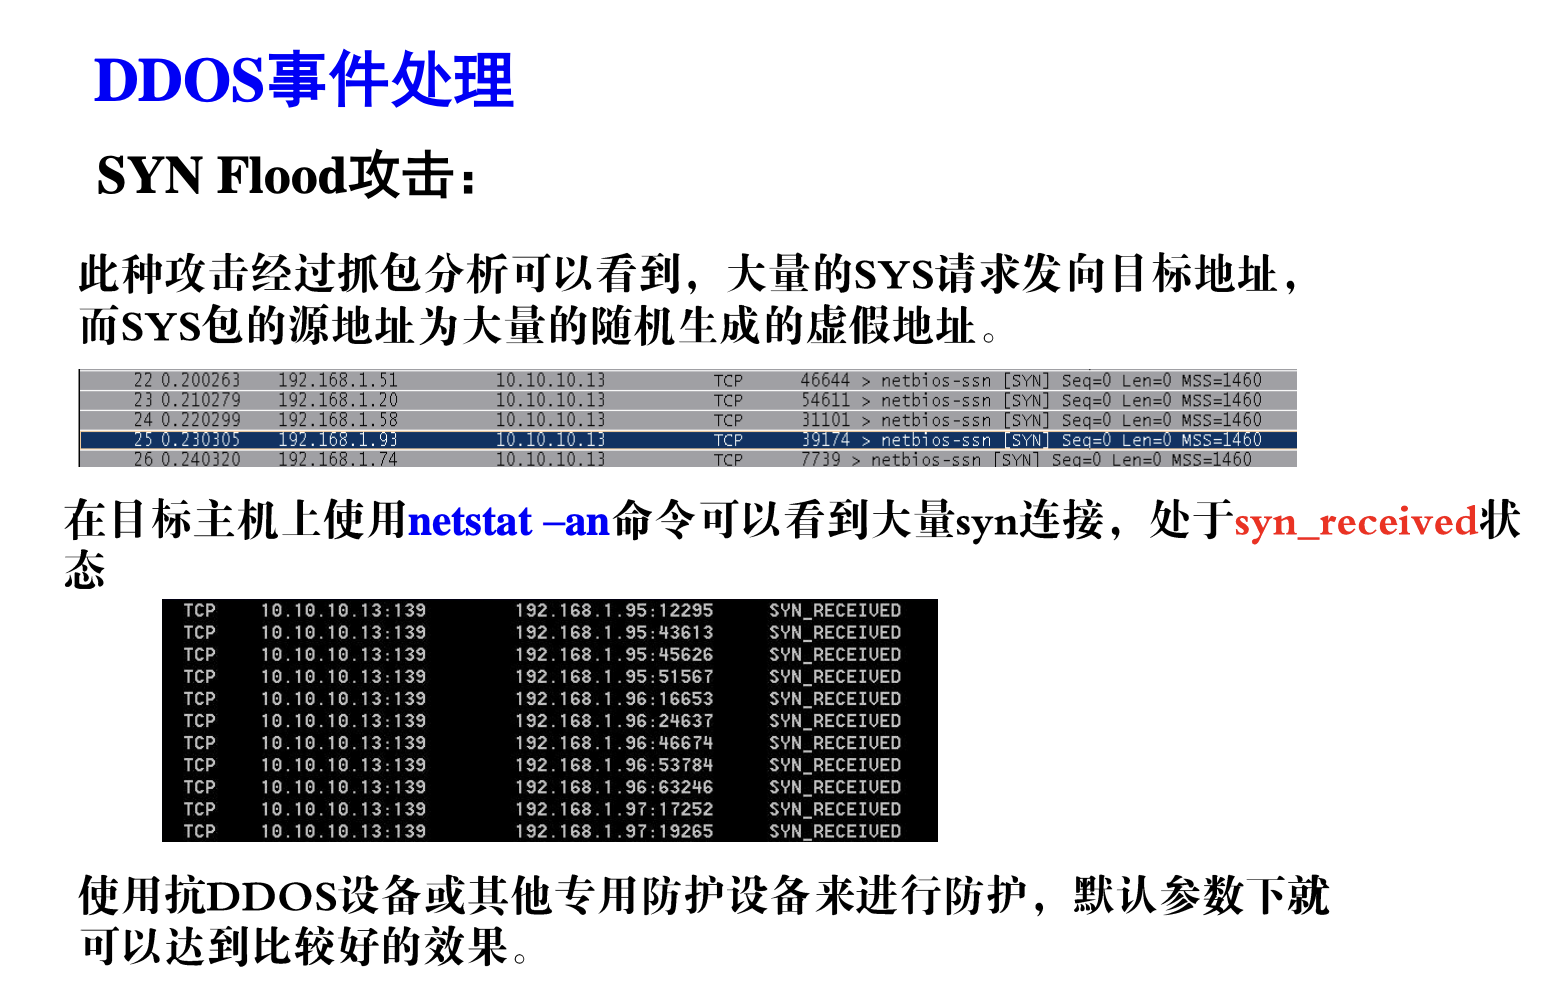 DDOS事件处理
SYN Flood攻击：
此种攻击经过抓包分析可以看到，大量的SYS请求发向目标地址，
而SYS包的源地址为大量的随机生成的虚假地址。
22 0.200263 192.168.1.51 10.10.10.13 TCP 46644 > netbios-ssn [SYN] Seq=0 Len=0 MSS=1460
23 0.210279 192.168.1.20 10.10.10.13 TCP 54611 > netbios-ssn [SYN] Seq=0 Len=0 MSS=1460
24 0.220299 192.168.1.58 10.10.10.13 TCP 31101 > netbios-ssn [SYN] Seq=0 Len=0 MSS=1460
25 0.230305 192.168.1.93 10.10.10.13 TCP 39174 > netbios-ssn [SYN] Seq=0 Len=0 MSS=1460
26 0.240320 192.168.1.74 10.10.10.13 TCP 7739 > netbios-ssn [SYN] Seq=0 Len=0 MSS=1460
在目标主机上使用netstat –an命令可以看到大量syn连接，处于syn_received状
态
TCP 10.10.10.13:139 192.168.1.95:12295 SYN_RECEIVED
TCP 10.10.10.13:139 192.168.1.95:43613 SYN_RECEIVED
TCP 10.10.10.13:139 192.168.1.95:45626 SYN_RECEIVED
TCP 10.10.10.13:139 192.168.1.95:51567 SYN_RECEIVED
TCP 10.10.10.13:139 192.168.1.96:16653 SYN_RECEIVED
TCP 10.10.10.13:139 192.168.1.96:24637 SYN_RECEIVED
TCP 10.10.10.13:139 192.168.1.96:46674 SYN_RECEIVED
TCP 10.10.10.13:139 192.168.1.96:53784 SYN_RECEIVED
TCP 10.10.10.13:139 192.168.1.96:63246 SYN_RECEIVED
TCP 10.10.10.13:139 192.168.1.97:17252 SYN_RECEIVED
TCP 10.10.10.13:139 192.168.1.97:19265 SYN_RECEIVED
使用抗DDOS设备或其他专用防护设备来进行防护，默认参数下就
可以达到比较好的效果。